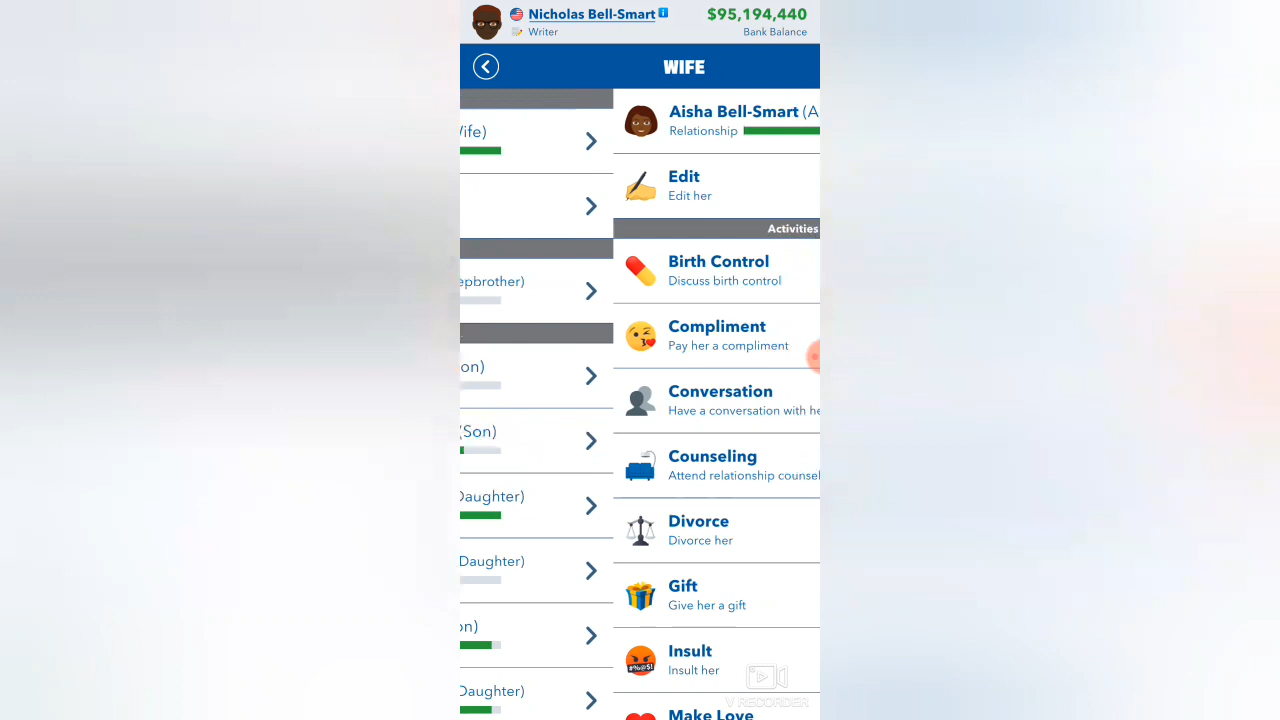 Nicholas Bell-Smart
$95,194,440
Writer
Bank Balance
WIFE
Aisha Bell-Smart (A
Relationship
Edit
Edit her
Activities
Birth Control
Discuss birth control
Compliment
Pay her a compliment
Conversation
Have a conversation with he
Counseling
Attend relationship counsel
Divorce
Divorce her
Gift
Give her a gift
Insult
Insult her
Make Love
Wife)
epbrother)
on)
(Son)
Daughter)
Daughter)
on)
Daughter)
V RECORDER